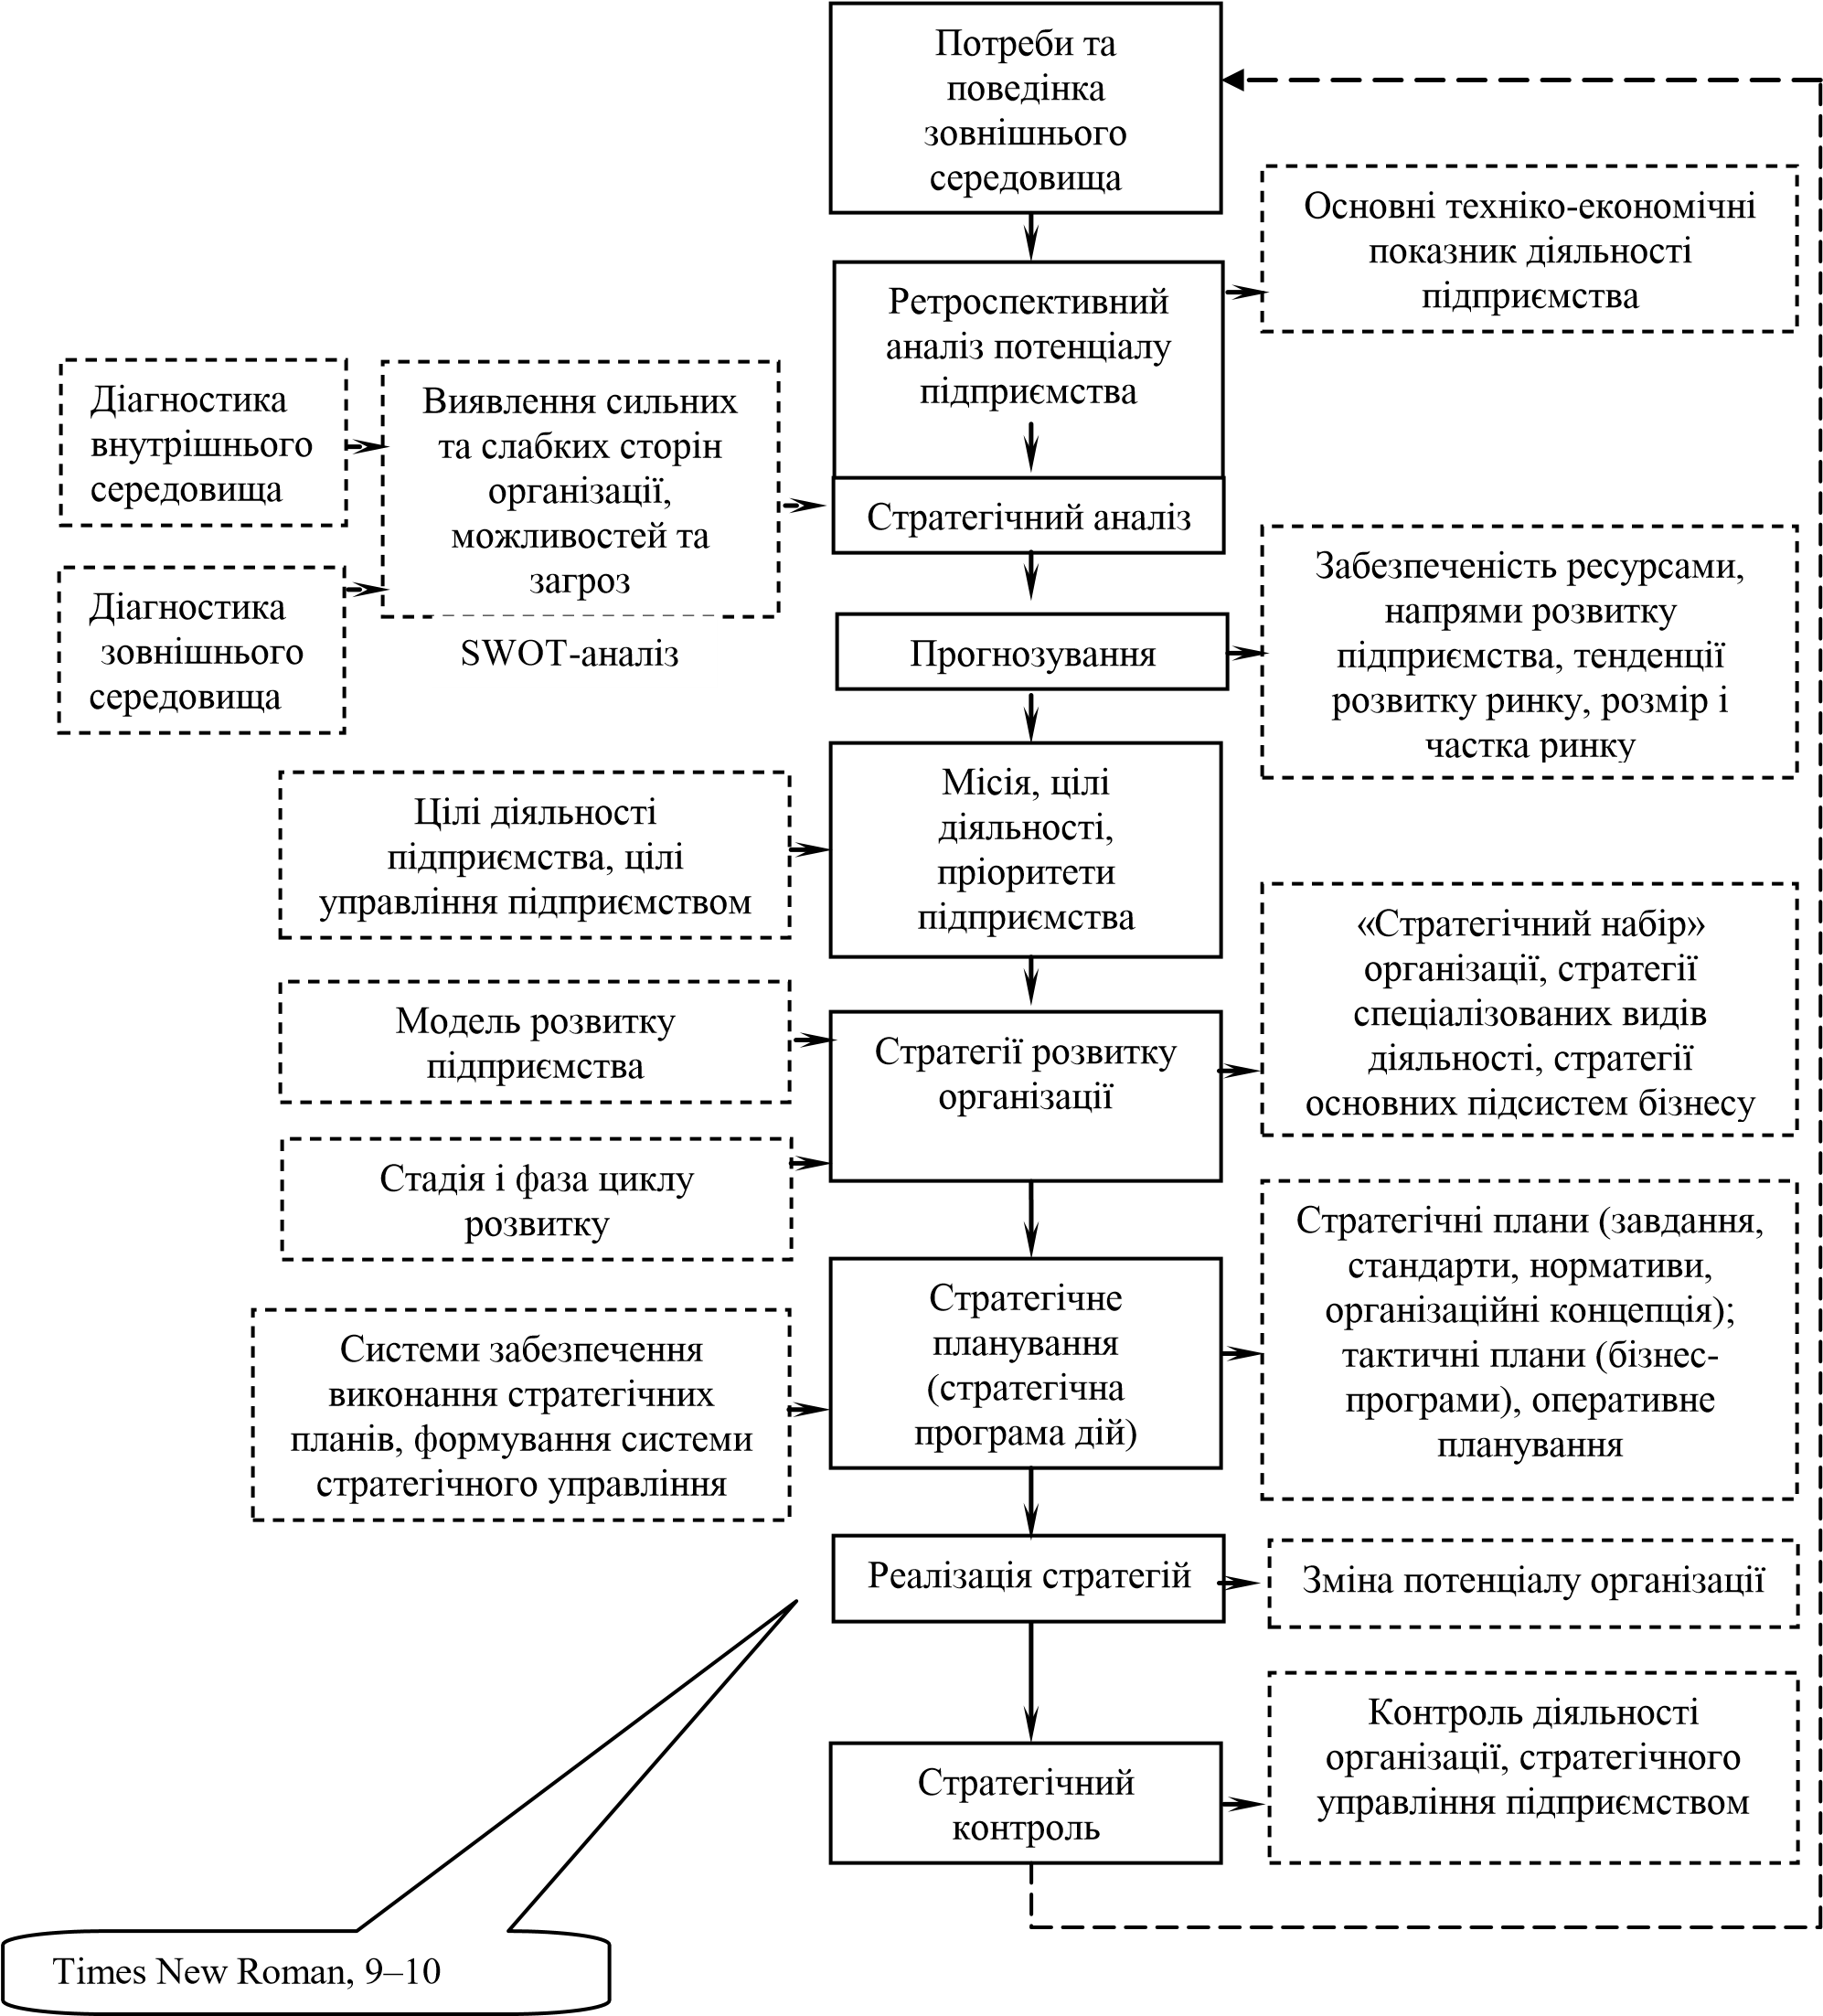 Потреби та
поведінка
зовнішнього
середовища
Основні техніко-економічні
показник діяльності
підприємства
Ретроспективний
аналіз потенціалу
підприємства
Діагностика
внутрішнього
середовища
Виявлення сильних
та слабких сторін
організації,
можливостей та
загроз
Стратегічний аналіз
Діагностика
зовнішнього
середовища
SWOT-аналіз
Прогнозування
Забезпеченість ресурсами,
напрями розвитку
підприємства, тенденції
розвитку ринку, розмір і
частка ринку
Цілі діяльності
підприємства, цілі
управління підприємством
Місія, цілі
діяльності,
пріоритети
підприємства
«Стратегічний набір»
організації, стратегії
спеціалізованих видів
діяльності, стратегії
основних підсистем бізнесу
Модель розвитку
підприємства
Стратегії розвитку
організації
Стадія і фаза циклу
розвитку
Стратегічні плани (завдання,
стандарти, нормативи,
організаційні концепція);
тактичні плани (бізнес-
програми), оперативне
планування
Стратегічне
планування
(стратегічна
програма дій)
Системи забезпечення
виконання стратегічних
планів, формування системи
стратегічного управління
Реалізація стратегій
Зміна потенціалу організації
Контроль діяльності
організації, стратегічного
управління підприємством
Стратегічний
контроль
Times New Roman, 9–10